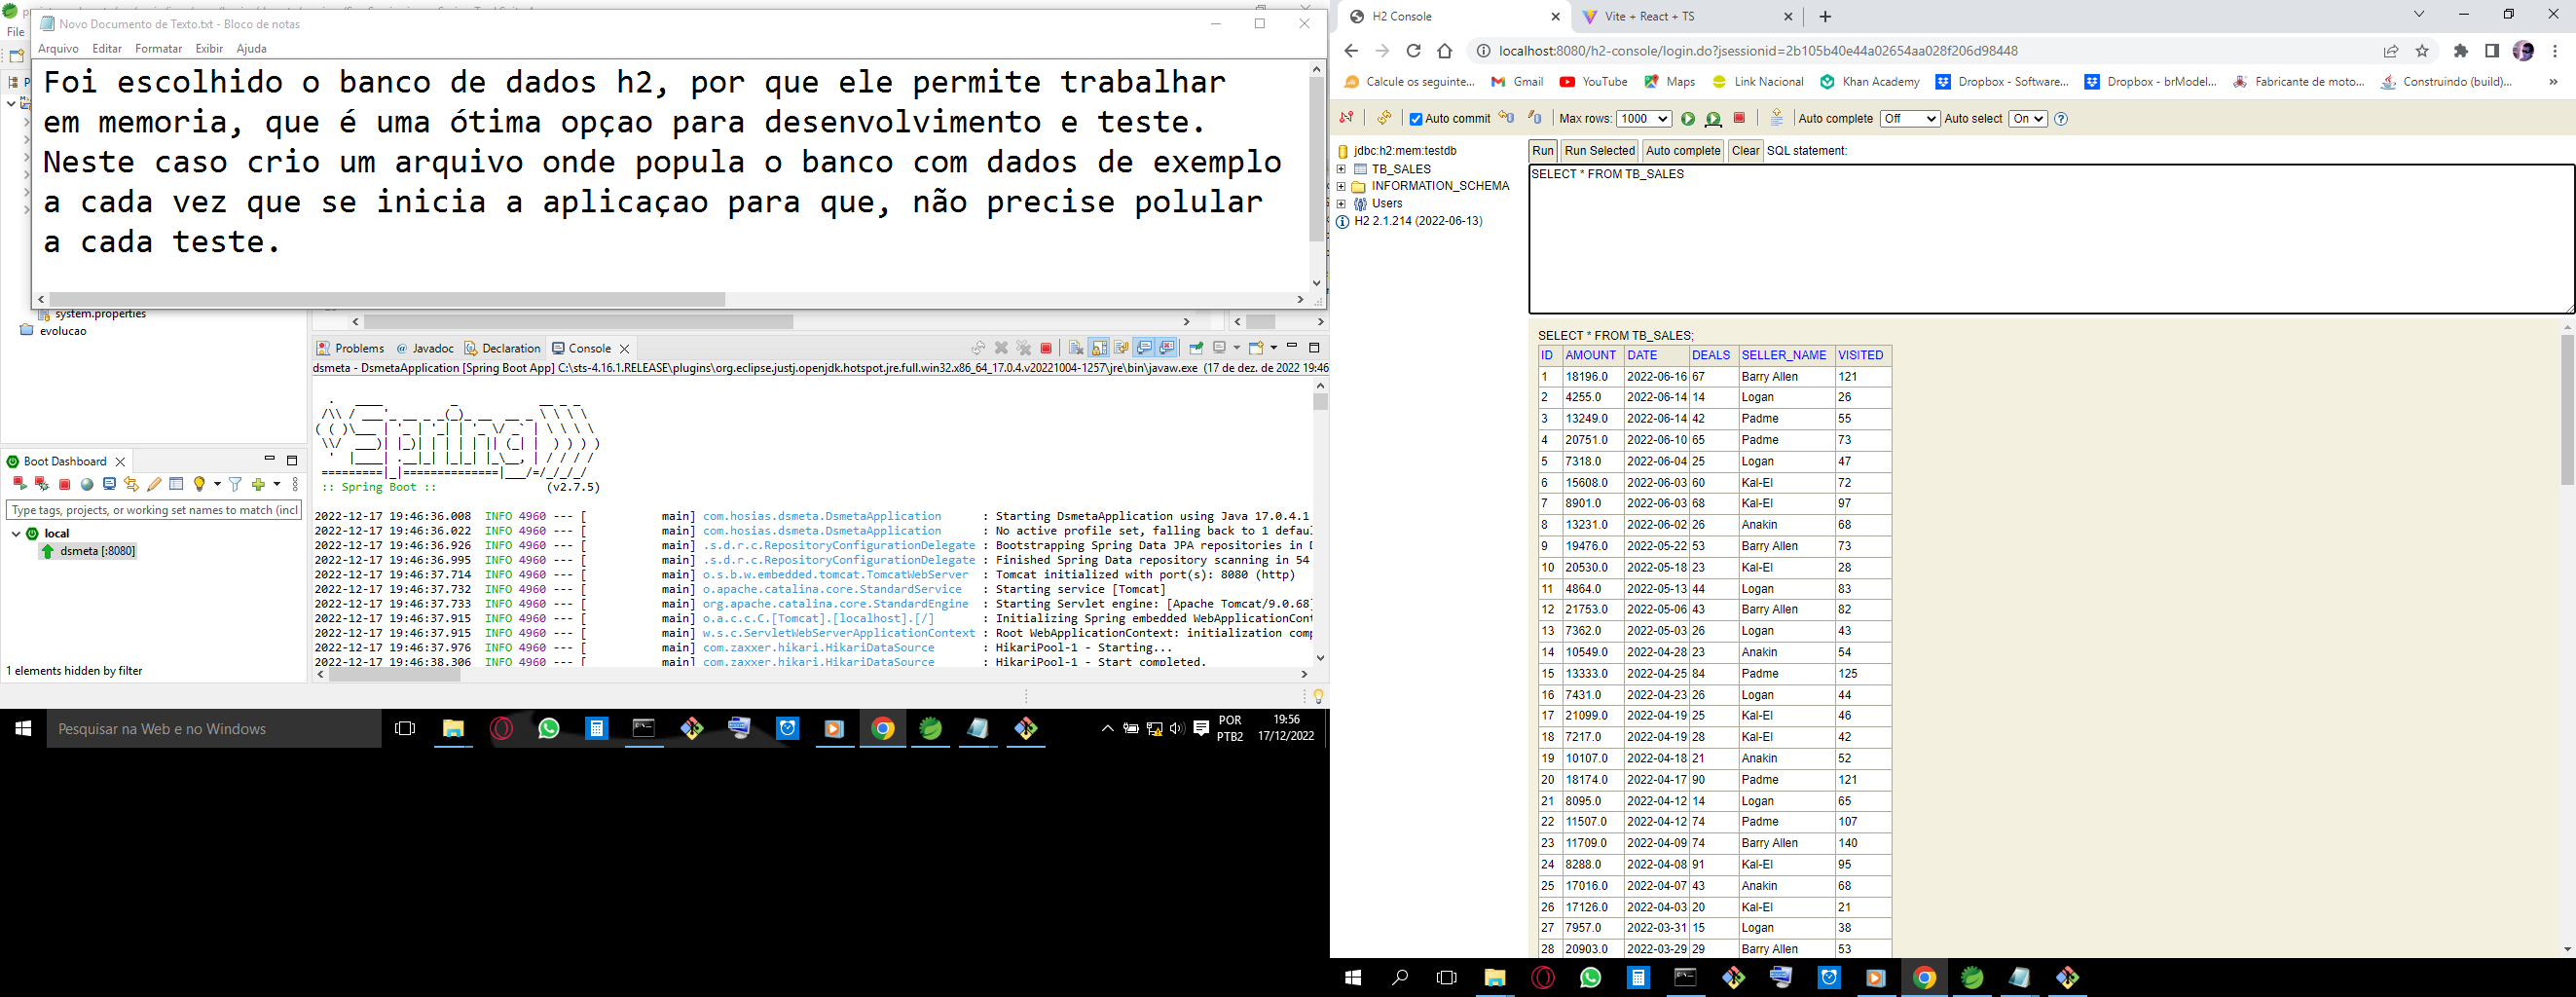 Novo Documento de Texto.txt - Bloco de notas
File
Arquivo Editar Formatar Exibir Ajuda
Foi escolhido o banco de dados h2, por que ele permite trabalhar
em memoria, que é uma ótima opçao para desenvolvimento e teste.
Neste caso crio um arquivo onde popula o banco com dados de exemplo
a cada vez que se inicia a aplicaçao para que, não precise polular
a cada teste.
system.properties
evolucao
Problems Javadoc Declaration Console
dsmeta - DsmetaApplication [Spring Boot App] C:\sts-4.16.1.RELEASE\plugins\org.eclipse.justj.openjdk.hotspot.jre.full.win32.x86_64_17.0.4.v20221004-1257\jre\bin\javaw.exe (17 de dez. de 2022 19:46
:: Spring Boot :: (v2.7.5)
2022-12-17 19:46:36.008 INFO 4960 --- [ main] com.hosias.dsmeta.DsmetaApplication : Starting DsmetaApplication using Java 17.0.4.1
2022-12-17 19:46:36.022 INFO 4960 --- [ main] com.hosias.dsmeta.DsmetaApplication : No active profile set, falling back to 1 defau
2022-12-17 19:46:36.926 INFO 4960 --- [ main] .s.d.r.c.RepositoryConfigurationDelegate : Bootstrapping Spring Data JPA repositories in D
2022-12-17 19:46:36.995 INFO 4960 --- [ main] .s.d.r.c.RepositoryConfigurationDelegate : Finished Spring Data repository scanning in 54
2022-12-17 19:46:37.714 INFO 4960 --- [ main] o.s.b.w.embedded.tomcat.TomcatWebServer : Tomcat initialized with port(s): 8080 (http)
2022-12-17 19:46:37.732 INFO 4960 --- [ main] o.apache.catalina.core.StandardService : Starting service [Tomcat]
2022-12-17 19:46:37.733 INFO 4960 --- [ main] org.apache.catalina.core.StandardEngine : Starting Servlet engine: [Apache Tomcat/9.0.68]
2022-12-17 19:46:37.915 INFO 4960 --- [ main] o.a.c.c.C.[Tomcat].[localhost].[/] : Initializing Spring embedded WebApplicationCont
2022-12-17 19:46:37.915 INFO 4960 --- [ main] w.s.c.ServletWebServerApplicationContext : Root WebApplicationContext: initialization comp
2022-12-17 19:46:37.976 INFO 4960 --- [ main] com.zaxxer.hikari.HikariDataSource : HikariPool-1 - Starting...
2022-12-17 19:46:38.306 INFO 4960 --- [ main] com.zaxxer.hikari.HikariDataSource : HikariPool-1 - Start completed.
Boot Dashboard
Type tags, projects, or working set names to match (incl
local
dsmeta [:8080]
1 elements hidden by filter
Pesquisar na Web e no Windows
POR
PTB2
19:56
17/12/2022
H2 Console
Vite + React + TS
localhost:8080/h2-console/login.do?jsessionid=2b105b40e44a02654aa028f206d98448
Calcule os seguinte... Gmail YouTube Maps Link Nacional Khan Academy Dropbox - Software... Dropbox - brModel... Fabricante de moto... Construindo (build)... »
Auto commit Max rows: 1000 Auto complete Off Auto select On
jdbc:h2:mem:testdb
TB_SALES
INFORMATION_SCHEMA
Users
H2 2.1.214 (2022-06-13)
Run Run Selected Auto complete Clear SQL statement:
SELECT * FROM TB_SALES
SELECT * FROM TB_SALES;
ID AMOUNT DATE DEALS SELLER_NAME VISITED
1 18196.0 2022-06-16 67 Barry Allen 121
2 4255.0 2022-06-14 14 Logan 26
3 13249.0 2022-06-14 42 Padme 55
4 20751.0 2022-06-10 65 Padme 73
5 7318.0 2022-06-04 25 Logan 47
6 15608.0 2022-06-03 60 Kal-El 72
7 8901.0 2022-06-03 68 Kal-El 97
8 13231.0 2022-06-02 26 Anakin 68
9 19476.0 2022-05-22 53 Barry Allen 73
10 20530.0 2022-05-18 23 Kal-El 28
11 4864.0 2022-05-13 44 Logan 83
12 21753.0 2022-05-06 43 Barry Allen 82
13 7362.0 2022-05-03 26 Logan 43
14 10549.0 2022-04-28 23 Anakin 54
15 13333.0 2022-04-25 84 Padme 125
16 7431.0 2022-04-23 26 Logan 44
17 21099.0 2022-04-19 25 Kal-El 46
18 7217.0 2022-04-19 28 Kal-El 42
19 10107.0 2022-04-18 21 Anakin 52
20 18174.0 2022-04-17 90 Padme 121
21 8095.0 2022-04-12 14 Logan 65
22 11507.0 2022-04-12 74 Padme 107
23 11709.0 2022-04-09 74 Barry Allen 140
24 8288.0 2022-04-08 91 Kal-El 95
25 17016.0 2022-04-07 43 Anakin 68
26 17126.0 2022-04-03 20 Kal-El 21
27 7957.0 2022-03-31 15 Logan 38
28 20903.0 2022-03-29 29 Barry Allen 53